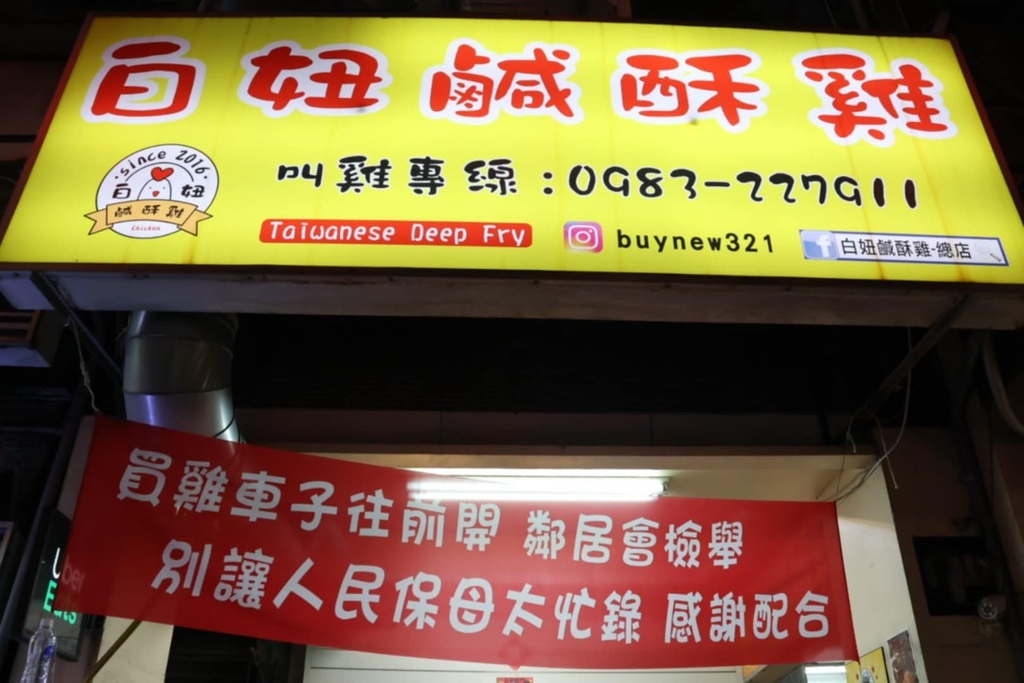 白妞鹹酥雞
since 2016
白 妞
鹹酥雞
Chicken
叫雞專線:0983-227911
Taiwanese Deep Fry
buynew321
f 白妞鹹酥雞-總店
買雞車子往前開 鄰居會檢舉
別讓人民保母太忙錄 感謝配合
Uber
Eats